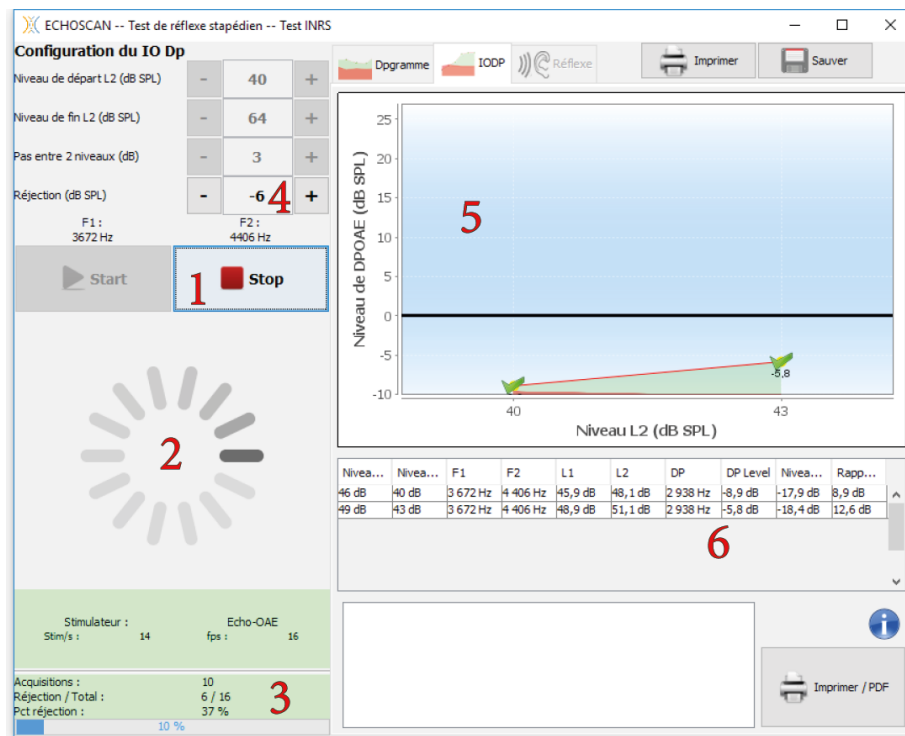 ECHOSCAN -- Test de réflexe stapédien -- Test INRS
Configuration du IO Dp
Niveau de départ L2 (dB SPL) - 40 +
Niveau de fin L2 (dB SPL) - 64 +
Pas entre 2 niveaux (dB) - 3 +
Réjection (dB SPL) - -6 4 +
F1 : F2 :
3672 Hz 4406 Hz
Start 1 Stop
2
Stimulateur : Echo-OAE
Stim/s : 14 fps : 16
Acquisitions : 10
Réjection / Total : 6 / 16
Pct réjection : 37 %
3
10 %
Dpgramme IODP Réflexe Imprimer Sauver
Niveau de DPOAE (dB SPL)
25
20
15
10
5
0
-5
-10
5
-5,8
40 43
Niveau L2 (dB SPL)
Nivea... Nivea... F1 F2 L1 L2 DP DP Level Nivea... Rapp...
46 dB 40 dB 3 672 Hz 4 406 Hz 45,9 dB 48,1 dB 2 938 Hz -8,9 dB -17,9 dB 8,9 dB
49 dB 43 dB 3 672 Hz 4 406 Hz 48,9 dB 51,1 dB 2 938 Hz -5,8 dB -18,4 dB 12,6 dB
6
Imprimer / PDF